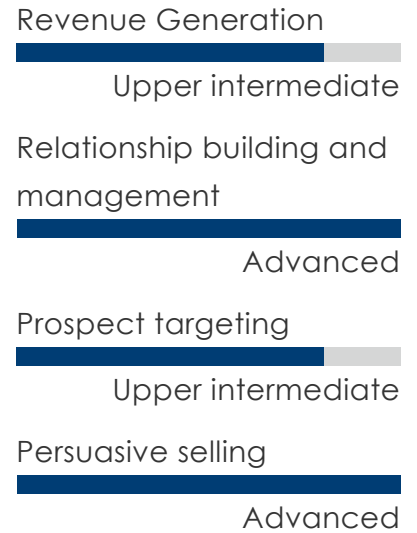 Revenue Generation
Upper intermediate
Relationship building and
management
Advanced
Prospect targeting
Upper intermediate
Persuasive selling
Advanced